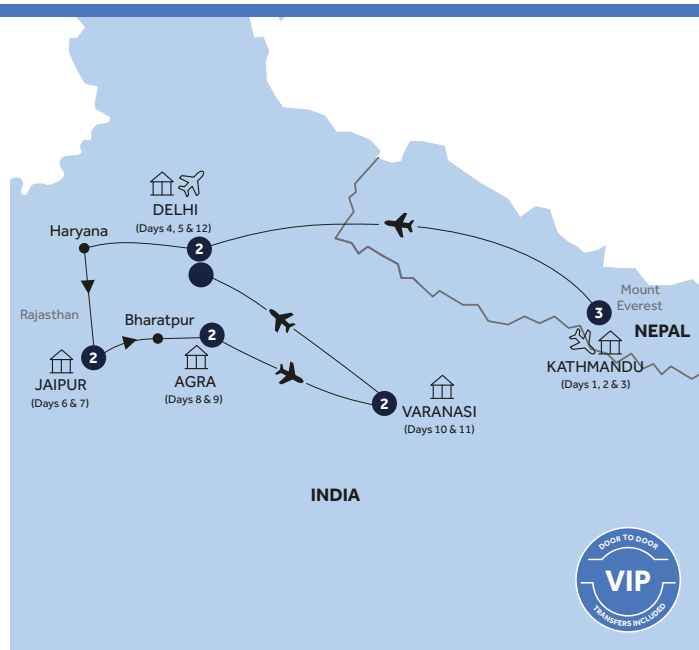 DELHI
(Days 4, 5 & 12)
Haryana
2
Mount
Everest
3
NEPAL
Rajasthan
Bharatpur
2
2
KATHMANDU
(Days 1, 2 & 3)
JAIPUR
(Days 6 & 7)
AGRA
(Days 8 & 9)
2
VARANASI
(Days 10 & 11)
INDIA
DOOR TO DOOR
VIP
TRANSFERS INCLUDED